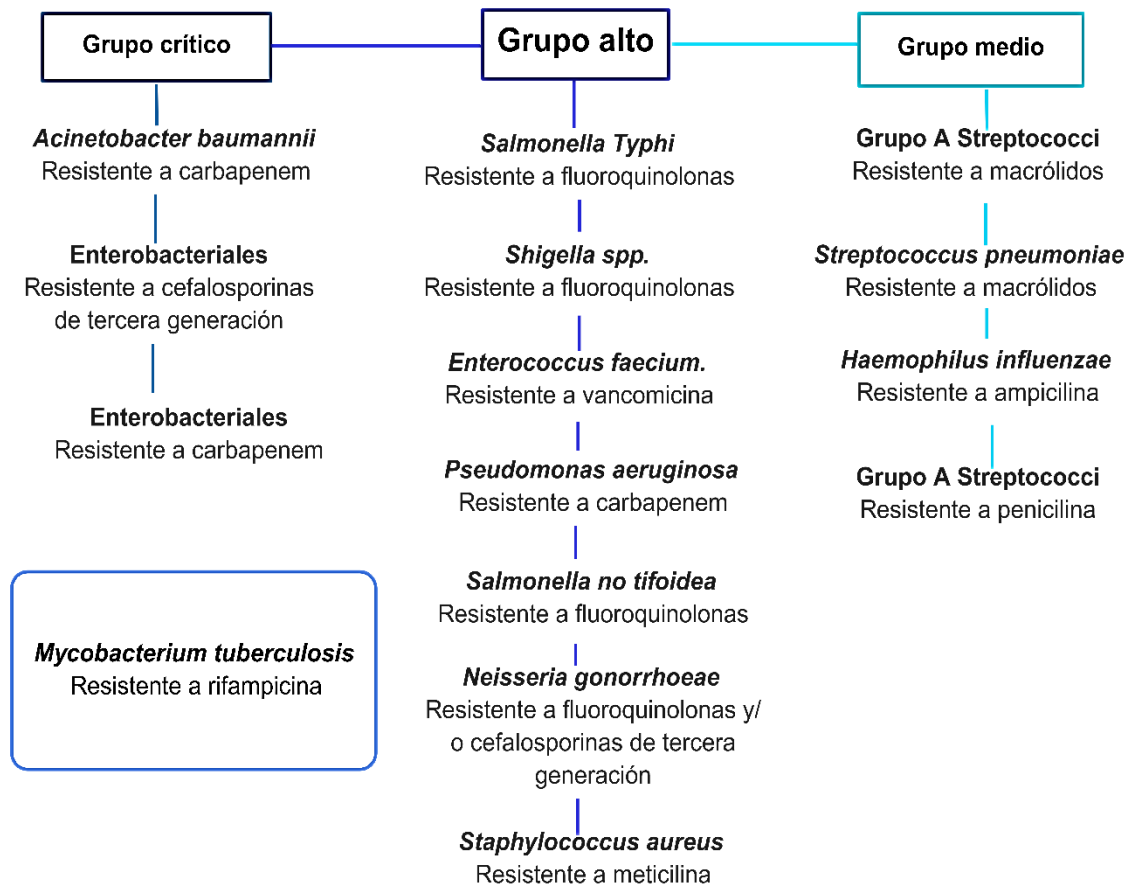 Grupo crítico
Acinetobacter baumannii
Resistente a carbapenem
Enterobacteriales
Resistente a cefalosporinas
de tercera generación
Enterobacteriales
Resistente a carbapenem
Mycobacterium tuberculosis
Resistente a rifampicina
Grupo alto
Salmonella Typhi
Resistente a fluoroquinolonas
Shigella spp.
Resistente a fluoroquinolonas
Enterococcus faecium.
Resistente a vancomicina
Pseudomonas aeruginosa
Resistente a carbapenem
Salmonella no tifoidea
Resistente a fluoroquinolonas
Neisseria gonorrhoeae
Resistente a fluoroquinolonas y/
o cefalosporinas de tercera
generación
Staphylococcus aureus
Resistente a meticilina
Grupo medio
Grupo A Streptococci
Resistente a macrólidos
Streptococcus pneumoniae
Resistente a macrólidos
Haemophilus influenzae
Resistente a ampicilina
Grupo A Streptococci
Resistente a penicilina